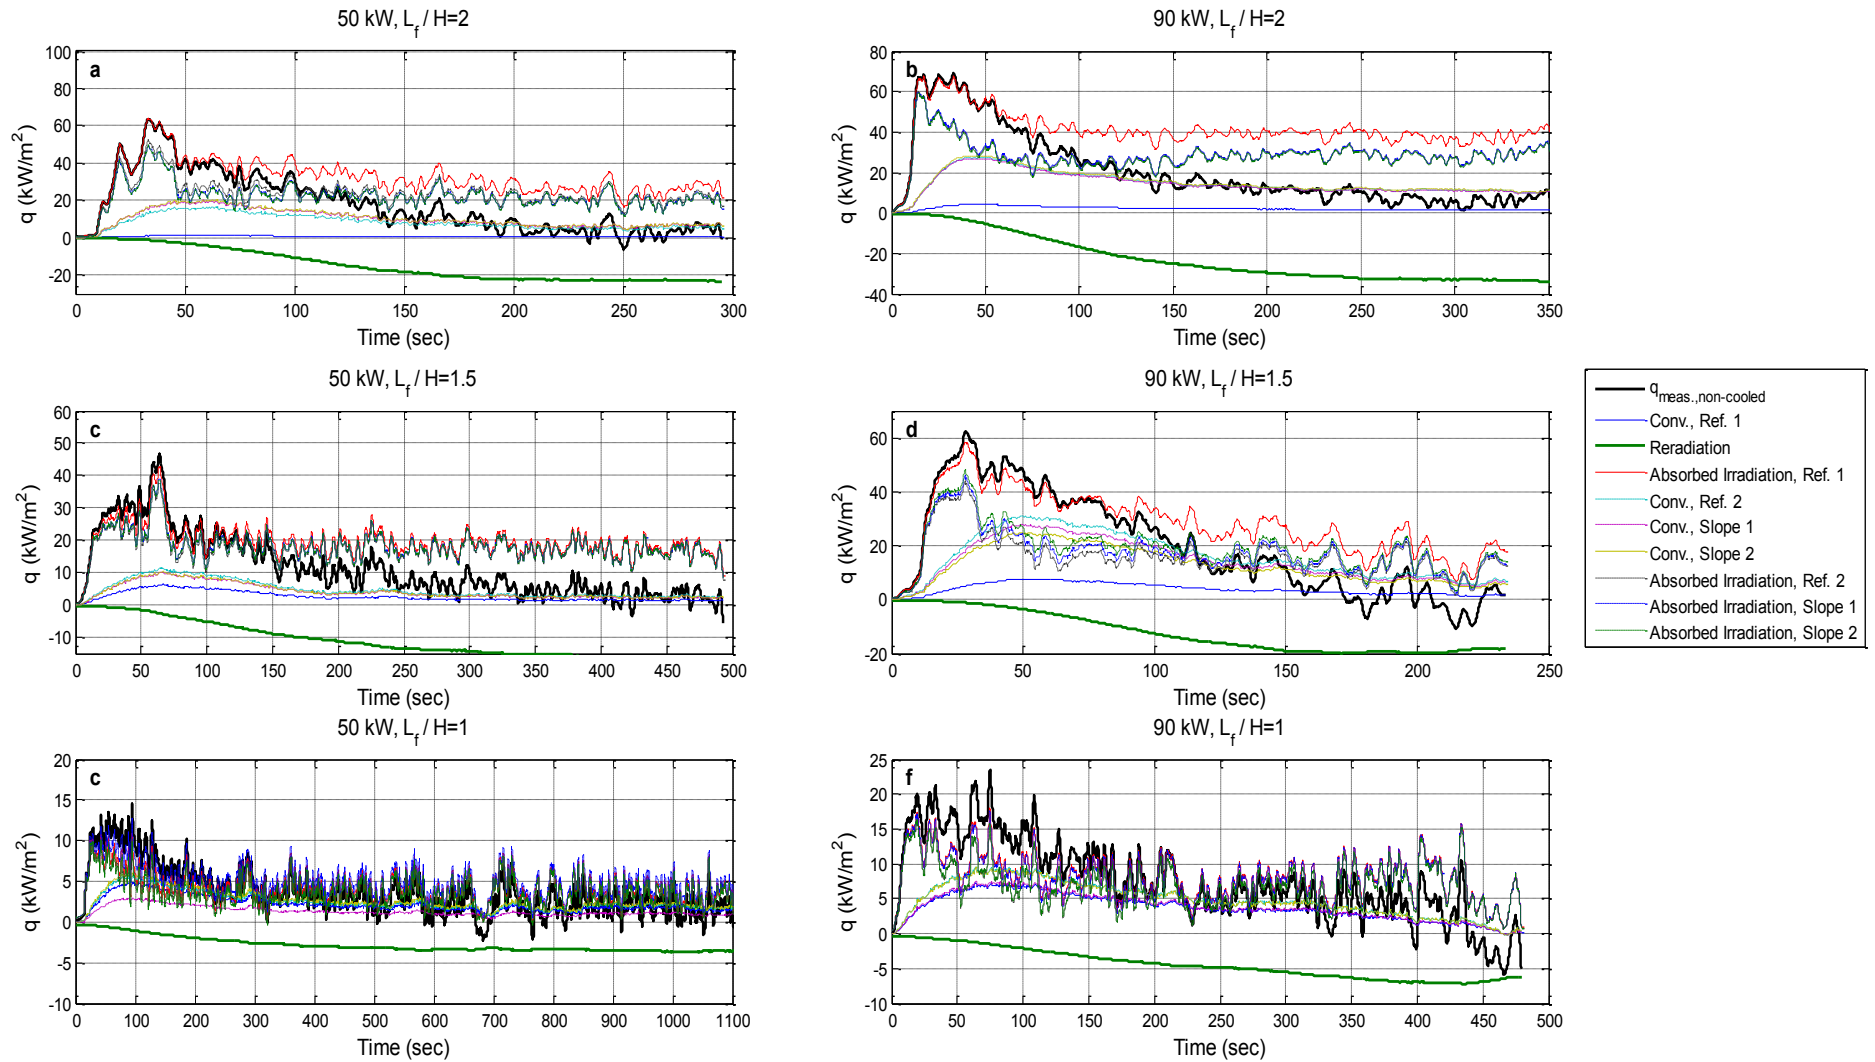 50 kW, L_f / H=2
a
q (kW/m²)
100
80
60
40
20
0
-20
0 50 100 150 200 250 300
Time (sec)
90 kW, L_f / H=2
b
q (kW/m²)
80
60
40
20
0
-20
-40
0 50 100 150 200 250 300 350
Time (sec)
50 kW, L_f / H=1.5
c
q (kW/m²)
60
50
40
30
20
10
0
-10
0 50 100 150 200 250 300 350 400 450 500
Time (sec)
90 kW, L_f / H=1.5
d
q (kW/m²)
60
40
20
0
-20
0 50 100 150 200 250
Time (sec)
q_meas.,non-cooled
Conv., Ref. 1
Reradiation
Absorbed Irradiation, Ref. 1
Conv., Ref. 2
Conv., Slope 1
Conv., Slope 2
Absorbed Irradiation, Ref. 2
Absorbed Irradiation, Slope 1
Absorbed Irradiation, Slope 2
50 kW, L_f / H=1
c
q (kW/m²)
20
15
10
5
0
-5
-10
0 100 200 300 400 500 600 700 800 900 1000 1100
Time (sec)
90 kW, L_f / H=1
f
q (kW/m²)
25
20
15
10
5
0
-5
-10
0 50 100 150 200 250 300 350 400 450 500
Time (sec)